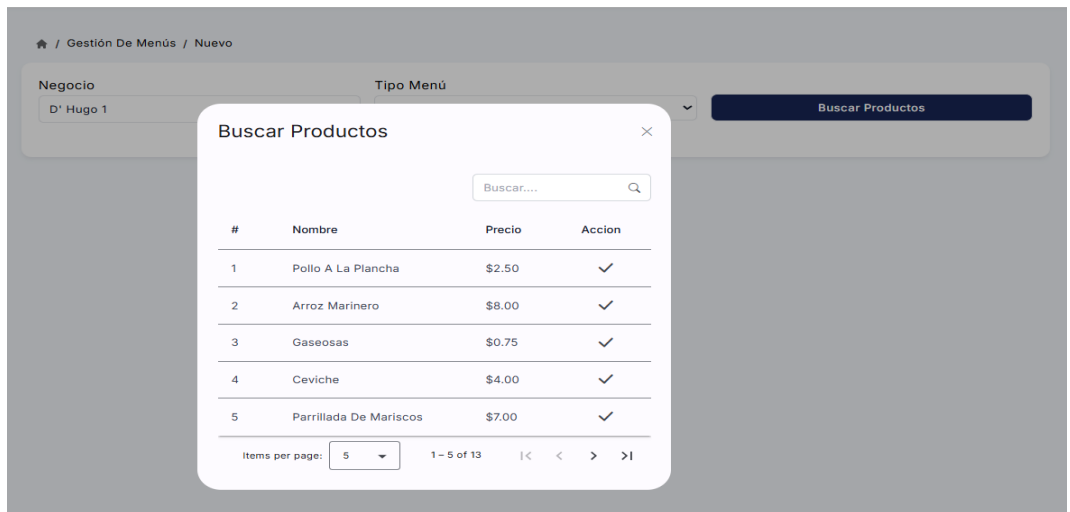 / Gestión De Menús / Nuevo
Negocio Tipo Menú
D' Hugo 1 Buscar Productos
Buscar Productos
Buscar....
# Nombre Precio Accion
1 Pollo A La Plancha $2.50
2 Arroz Marinero $8.00
3 Gaseosas $0.75
4 Ceviche $4.00
5 Parrillada De Mariscos $7.00
Items per page: 5 1 – 5 of 13